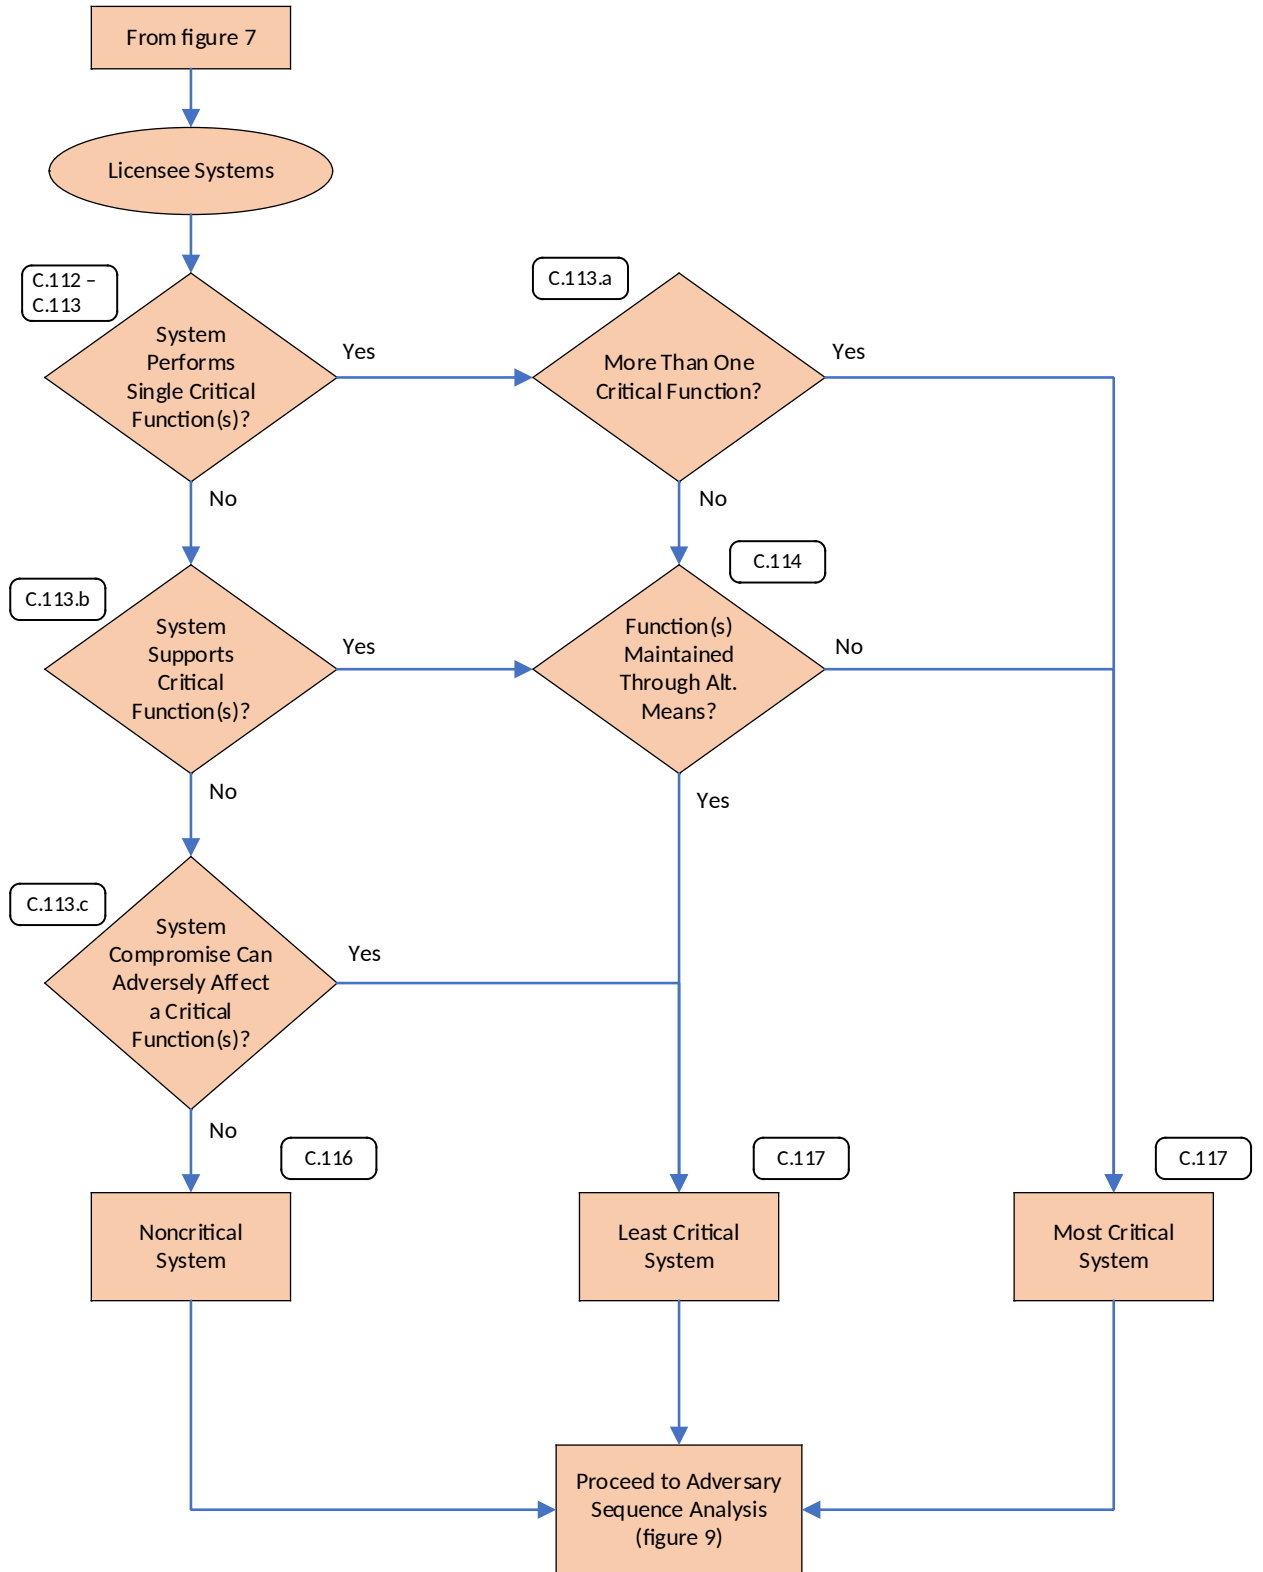 From figure 7
Licensee Systems
C.112 –
C.113
System
Performs
Single Critical
Function(s)?
Yes
No
C.113.a
More Than One
Critical Function?
Yes
No
C.113.b
System
Supports
Critical
Function(s)?
Yes
No
C.114
Function(s)
Maintained
Through Alt.
Means?
No
Yes
C.113.c
System
Compromise Can
Adversely Affect
a Critical
Function(s)?
Yes
No
C.116
Noncritical
System
C.117
Least Critical
System
C.117
Most Critical
System
Proceed to Adversary
Sequence Analysis
(figure 9)